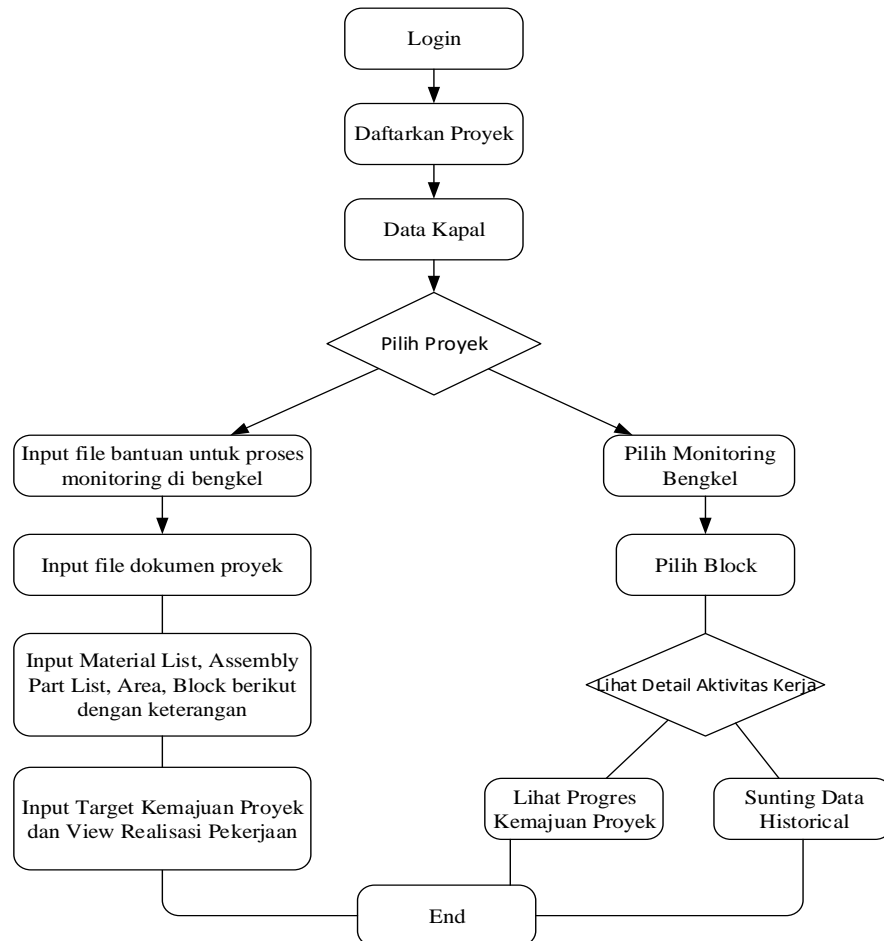 Login
Daftarkan Proyek
Data Kapal
Pilih Proyek
Input file bantuan untuk proses
monitoring di bengkel
Input file dokumen proyek
Input Material List, Assembly
Part List, Area, Block berikut
dengan keterangan
Input Target Kemajuan Proyek
dan View Realisasi Pekerjaan
Pilih Monitoring
Bengkel
Pilih Block
Lihat Detail Aktivitas Kerja
Lihat Progres
Kemajuan Proyek
Sunting Data
Historical
End